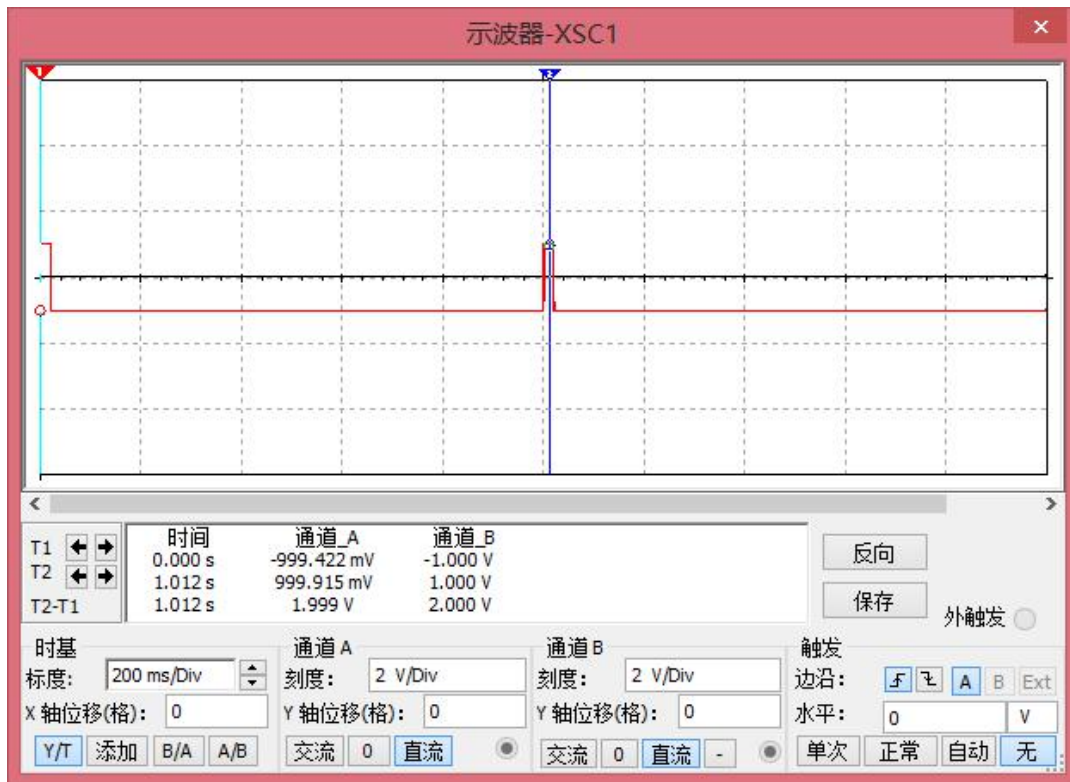 示波器-XSC1
1
2
时间 通道_A 通道_B
T1 0.000 s -999.422 mV -1.000 V
T2 1.012 s 999.915 mV 1.000 V
T2-T1 1.012 s 1.999 V 2.000 V
反向
保存
外触发
时基
标度: 200 ms/Div
X 轴位移(格): 0
Y/T 添加 B/A A/B
通道 A
刻度: 2 V/Div
Y 轴位移(格): 0
交流 0 直流
通道 B
刻度: 2 V/Div
Y 轴位移(格): 0
交流 0 直流 -
触发
边沿: A B Ext
水平: 0 V
单次 正常 自动 无